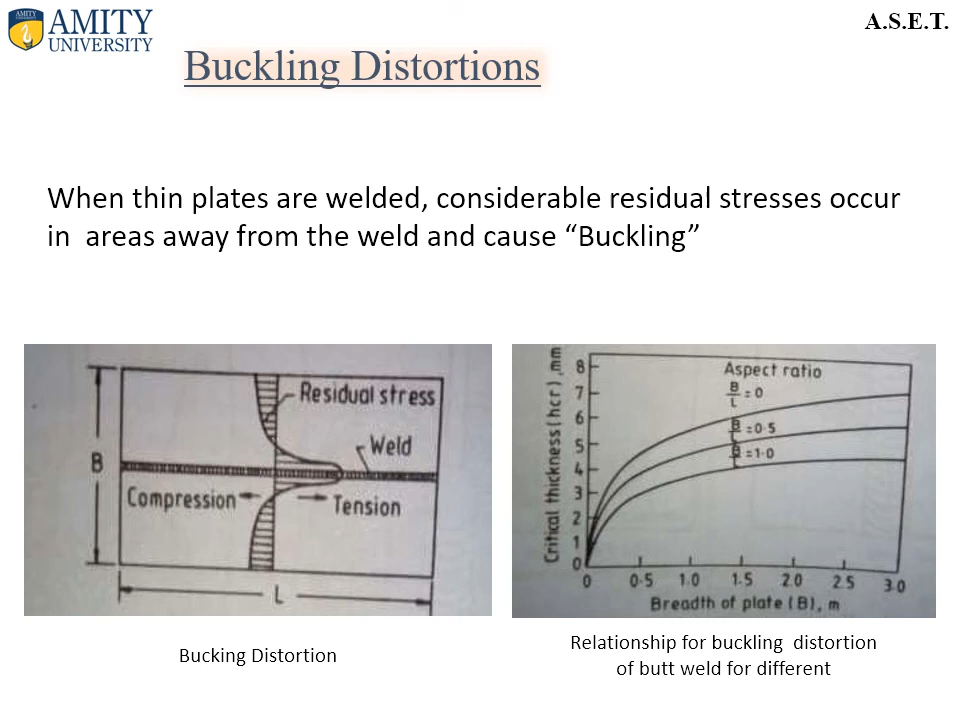 AMITY
UNIVERSITY
A.S.E.T.
Buckling Distortions
When thin plates are welded, considerable residual stresses occur
in areas away from the weld and cause “Buckling”
Residual stress
Weld
B
Compression
Tension
L
Critical thickness (hcr), mm
8
7
6
5
4
3
2
1
0
Aspect ratio
B/L = 0
B/L = 0·5
B/L = 1·0
0 0·5 1·0 1·5 2·0 2·5 3·0
Breadth of plate (B), m
Bucking Distortion
Relationship for buckling distortion
of butt weld for different